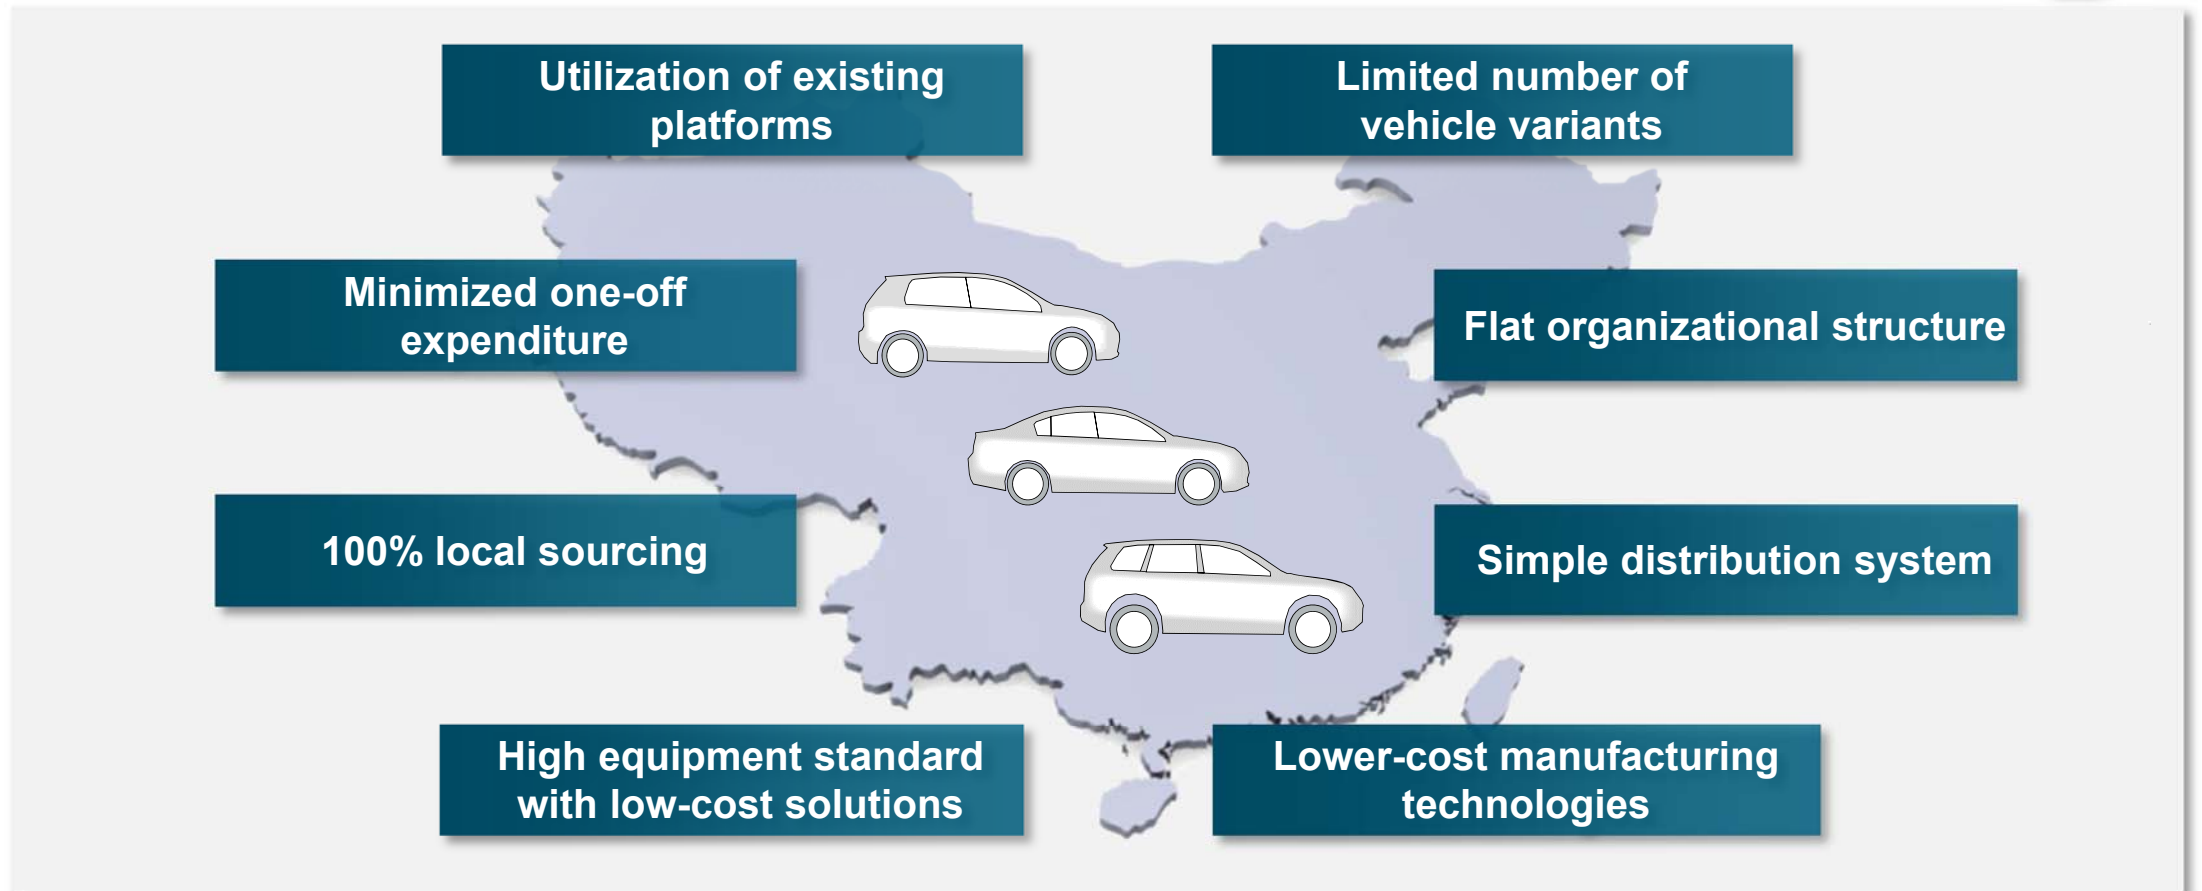 Utilization of existing
platforms
Limited number of
vehicle variants
Minimized one-off
expenditure
Flat organizational structure
100% local sourcing
Simple distribution system
High equipment standard
with low-cost solutions
Lower-cost manufacturing
technologies